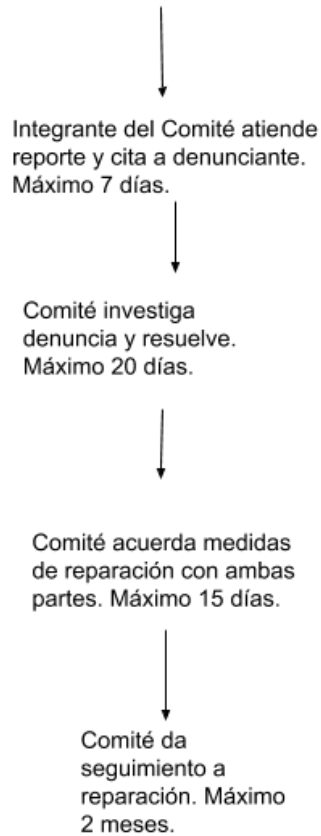 Integrante del Comité atiende
reporte y cita a denunciante.
Máximo 7 días.
Comité investiga
denuncia y resuelve.
Máximo 20 días.
Comité acuerda medidas
de reparación con ambas
partes. Máximo 15 días.
Comité da
seguimiento a
reparación. Máximo
2 meses.